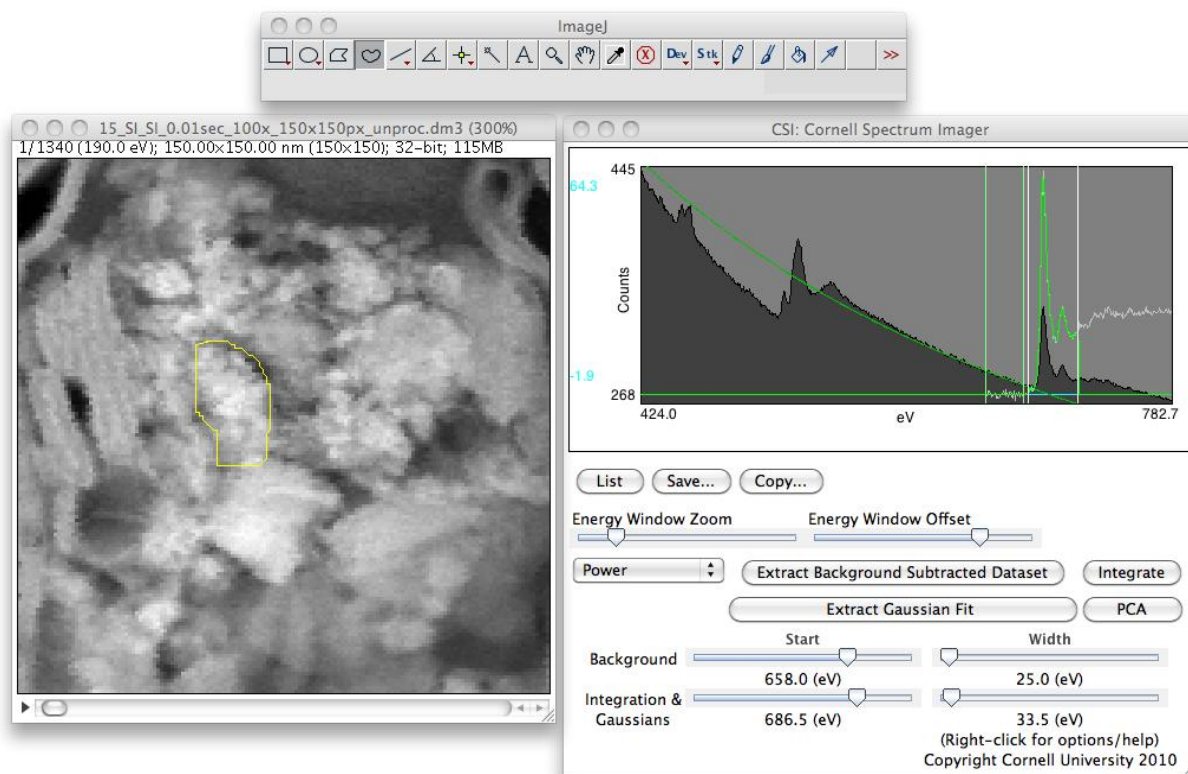 ImageJ
A
Dev
Stk
>>
15_SI_SI_0.01sec_100x_150x150px_unproc.dm3 (300%)
1/1340 (190.0 eV); 150.00x150.00 nm (150x150); 32-bit; 115MB
CSI: Cornell Spectrum Imager
445
64.3
Counts
-1.9
268
424.0
eV
782.7
List
Save...
Copy...
Energy Window Zoom
Energy Window Offset
Power
Extract Background Subtracted Dataset
Integrate
Extract Gaussian Fit
PCA
Start
Width
Background
658.0 (eV)
25.0 (eV)
Integration &
Gaussians
686.5 (eV)
33.5 (eV)
(Right-click for options/help)
Copyright Cornell University 2010